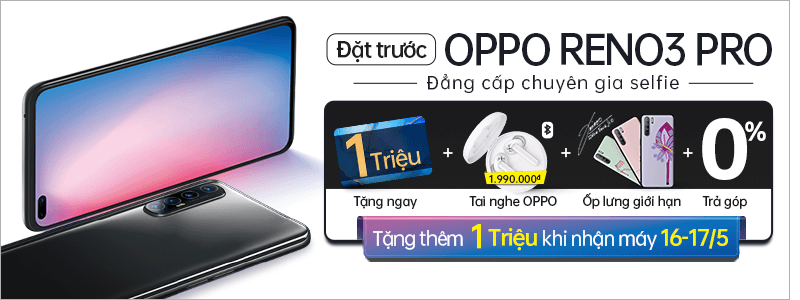 Đặt trước OPPO RENO3 PRO
Đẳng cấp chuyên gia selfie
1 Triệu + 1.990.000đ + + 0%
Tặng ngay Tai nghe OPPO Ốp lưng giới hạn Trả góp
Tặng thêm 1 Triệu khi nhận máy 16-17/5